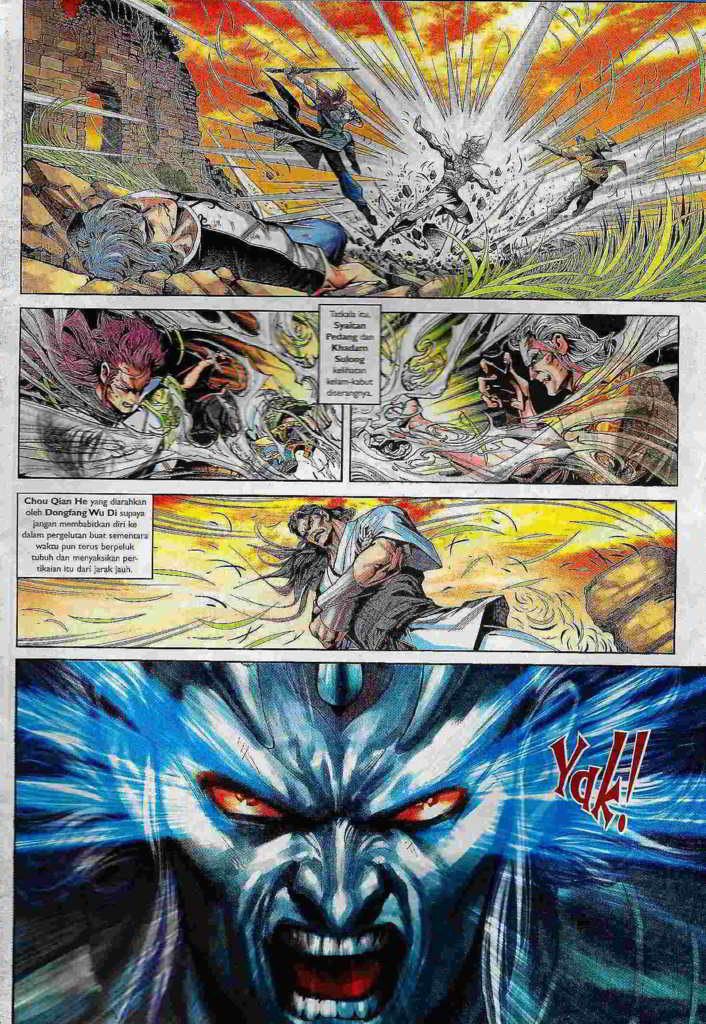 Tatkala itu,
Syaitan
Pedang dan
Khadam
Sulong
kelihatan
kelam-kabut
diserangnya.
Chou Qian He yang diarahkan
oleh Dongfang Wu Di supaya
jangan membabitkan diri ke
dalam pergelutan buat sementara
waktu pun terus berpeluk
tubuh dan menyaksikan per-
tikaian itu dari jarak jauh.
Yak!